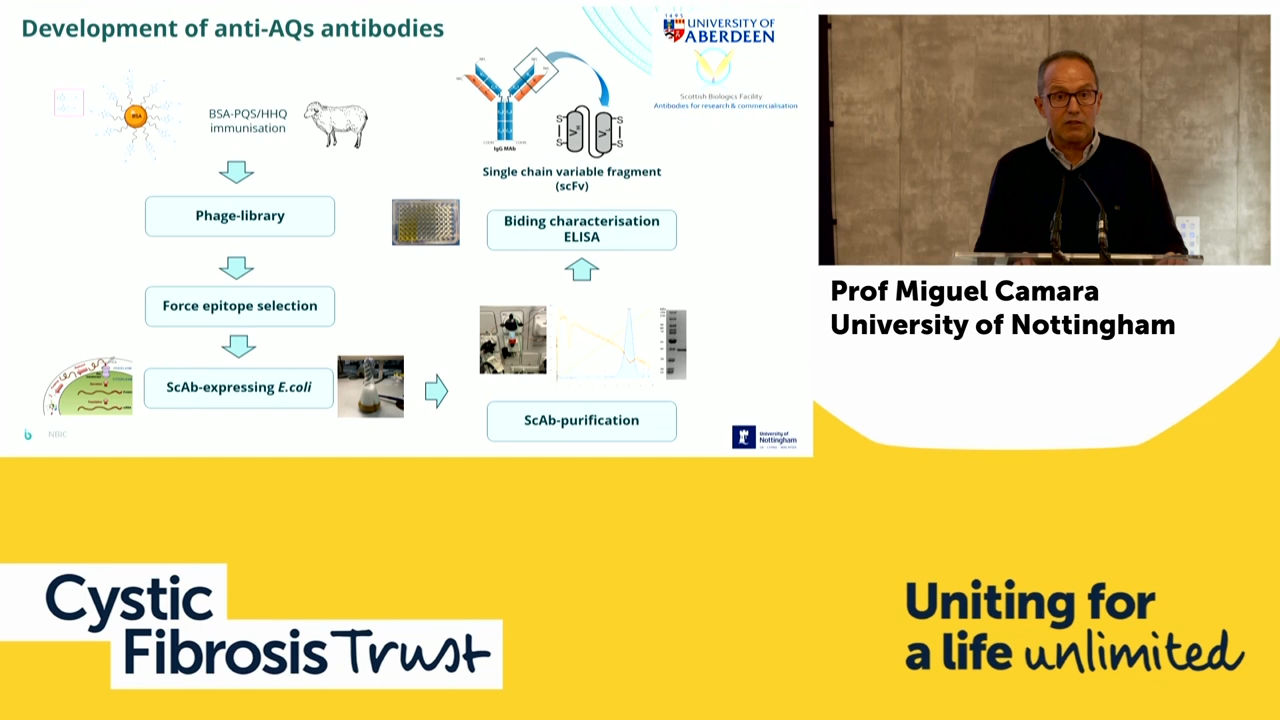 Development of anti-AQs antibodies
1495
UNIVERSITY OF
ABERDEEN
Scottish Biologics Facility
Antibodies for research & commercialisation
BSA
BSA-PQS/HHQ
immunisation
IgG MAb
Single chain variable fragment
(scFv)
Phage-library
Biding characterisation
ELISA
Force epitope selection
ScAb-expressing E.coli
ScAb-purification
NBIC
University of
Nottingham
Prof Miguel Camara
University of Nottingham
Cystic
Fibrosis Trust
Uniting for
a life unlimited